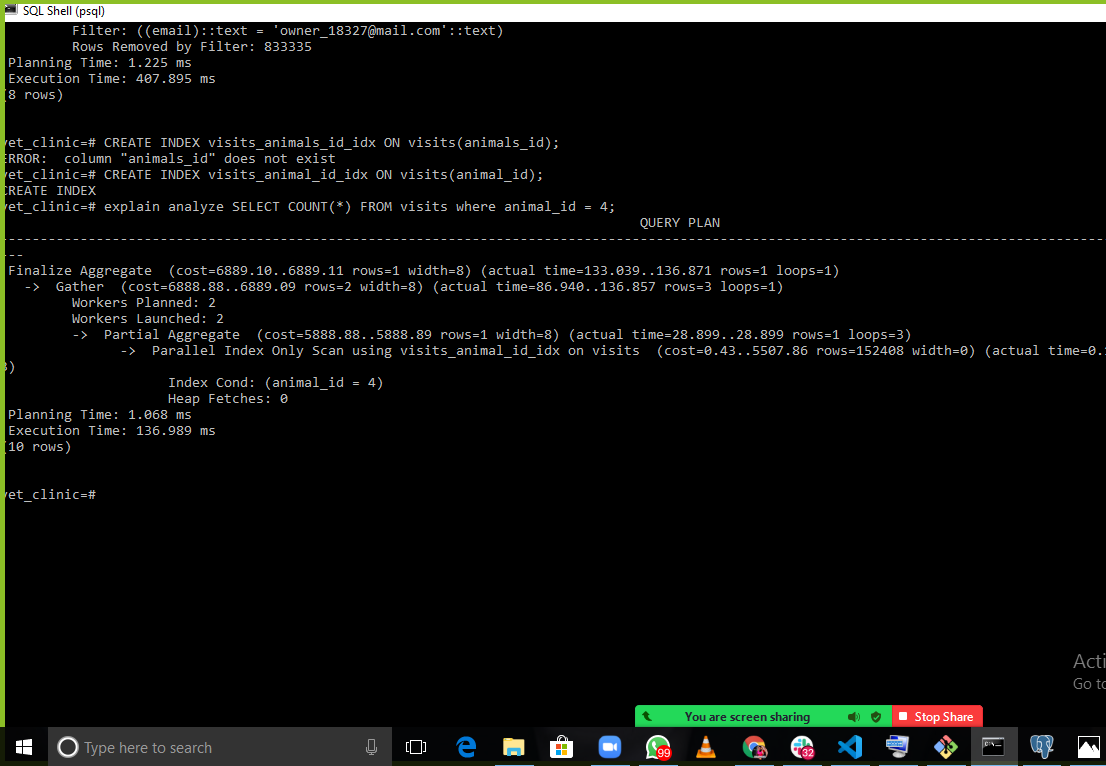 SQL Shell (psql)
Filter: ((email)::text = 'owner_18327@mail.com'::text)
Rows Removed by Filter: 833335
Planning Time: 1.225 ms
Execution Time: 407.895 ms
(8 rows)
vet_clinic=# CREATE INDEX visits_animals_id_idx ON visits(animals_id);
ERROR:  column "animals_id" does not exist
vet_clinic=# CREATE INDEX visits_animal_id_idx ON visits(animal_id);
CREATE INDEX
vet_clinic=# explain analyze SELECT COUNT(*) FROM visits where animal_id = 4;
QUERY PLAN
-----------------------------------------------------------------------------------------------------------------------------------------
---
Finalize Aggregate  (cost=6889.10..6889.11 rows=1 width=8) (actual time=133.039..136.871 rows=1 loops=1)
->  Gather  (cost=6888.88..6889.09 rows=2 width=8) (actual time=86.940..136.857 rows=3 loops=1)
Workers Planned: 2
Workers Launched: 2
->  Partial Aggregate  (cost=5888.88..5888.89 rows=1 width=8) (actual time=28.899..28.899 rows=1 loops=3)
->  Parallel Index Only Scan using visits_animal_id_idx on visits  (cost=0.43..5507.86 rows=152408 width=0) (actual time=0.
3)
Index Cond: (animal_id = 4)
Heap Fetches: 0
Planning Time: 1.068 ms
Execution Time: 136.989 ms
(10 rows)
vet_clinic=#
Acti
Go to
You are screen sharing
Stop Share
Type here to search
99
32